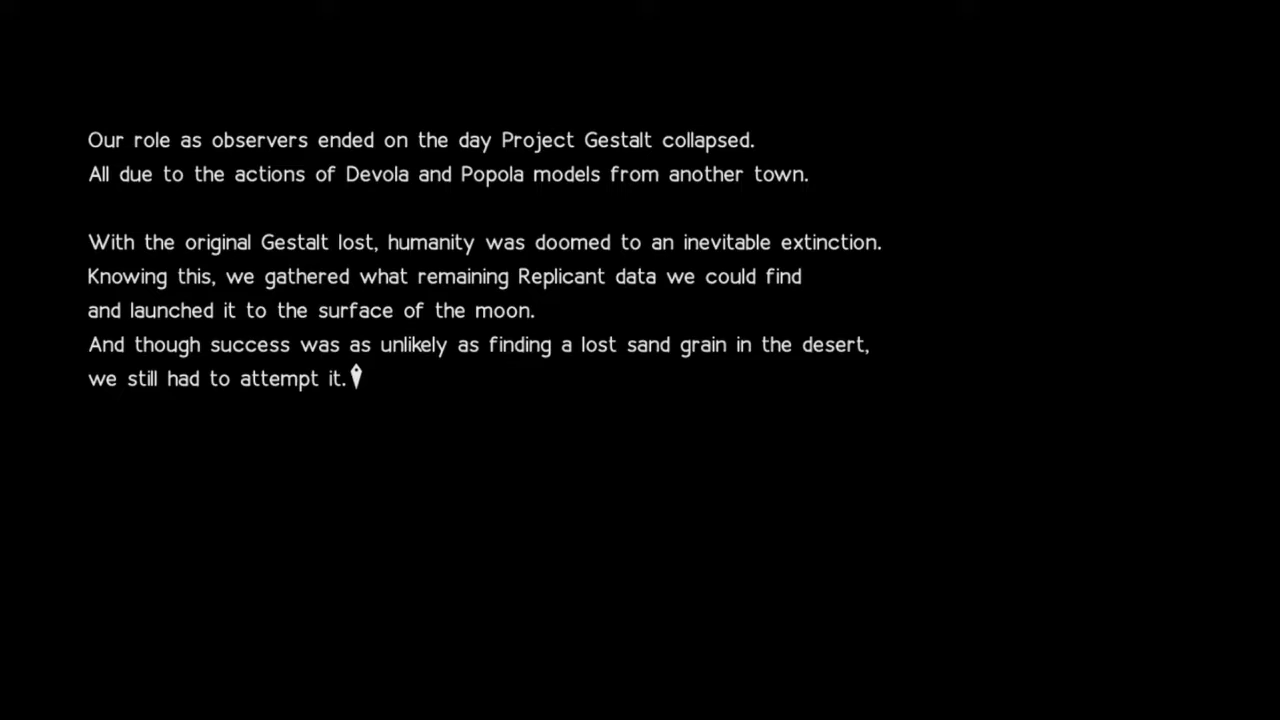 Our role as observers ended on the day Project Gestalt collapsed.
All due to the actions of Devola and Popola models from another town.
With the original Gestalt lost, humanity was doomed to an inevitable extinction.
Knowing this, we gathered what remaining Replicant data we could find
and launched it to the surface of the moon.
And though success was as unlikely as finding a lost sand grain in the desert,
we still had to attempt it.